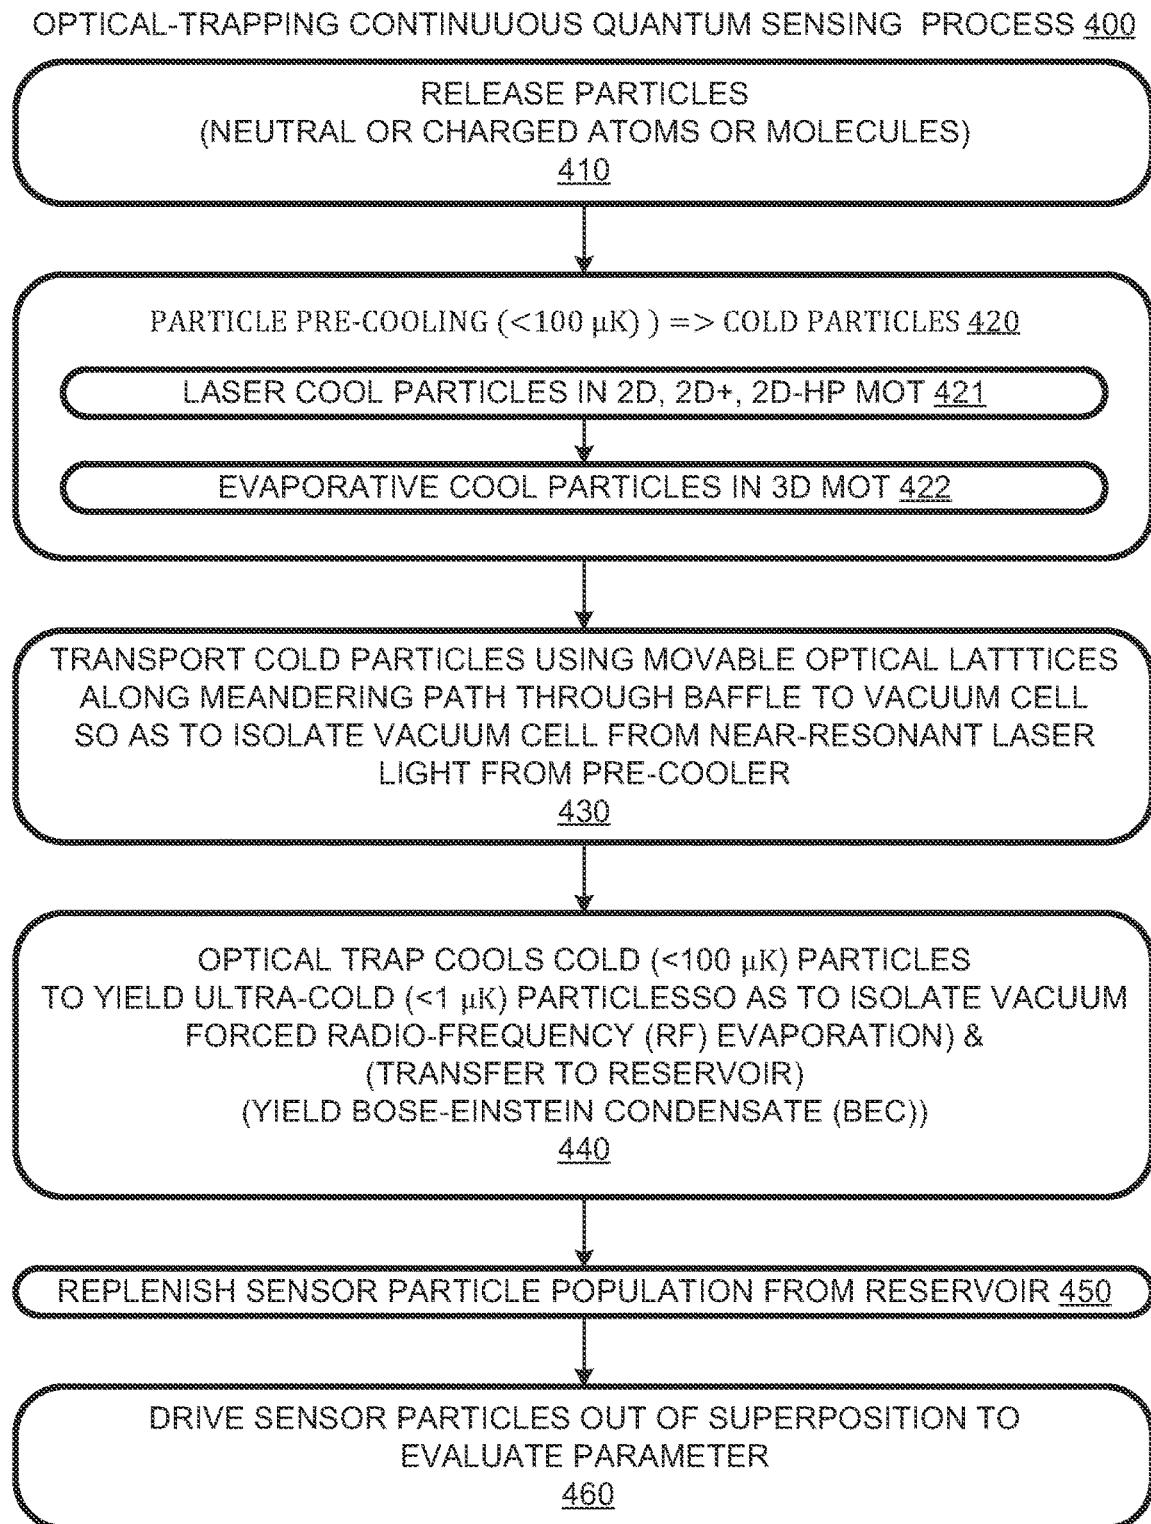 OPTICAL-TRAPPING CONTINUUOUS QUANTUM SENSING PROCESS 400
RELEASE PARTICLES
(NEUTRAL OR CHARGED ATOMS OR MOLECULES)
410
PARTICLE PRE-COOLING (<100 μK) ) => COLD PARTICLES 420
LASER COOL PARTICLES IN 2D, 2D+, 2D-HP MOT 421
EVAPORATIVE COOL PARTICLES IN 3D MOT 422
TRANSPORT COLD PARTICLES USING MOVABLE OPTICAL LATTTICES
ALONG MEANDERING PATH THROUGH BAFFLE TO VACUUM CELL
SO AS TO ISOLATE VACUUM CELL FROM NEAR-RESONANT LASER
LIGHT FROM PRE-COOLER
430
OPTICAL TRAP COOLS COLD (<100 μK) PARTICLES
TO YIELD ULTRA-COLD (<1 μK) PARTICLESSO AS TO ISOLATE VACUUM
FORCED RADIO-FREQUENCY (RF) EVAPORATION) &
(TRANSFER TO RESERVOIR)
(YIELD BOSE-EINSTEIN CONDENSATE (BEC))
440
REPLENISH SENSOR PARTICLE POPULATION FROM RESERVOIR 450
DRIVE SENSOR PARTICLES OUT OF SUPERPOSITION TO
EVALUATE PARAMETER
460